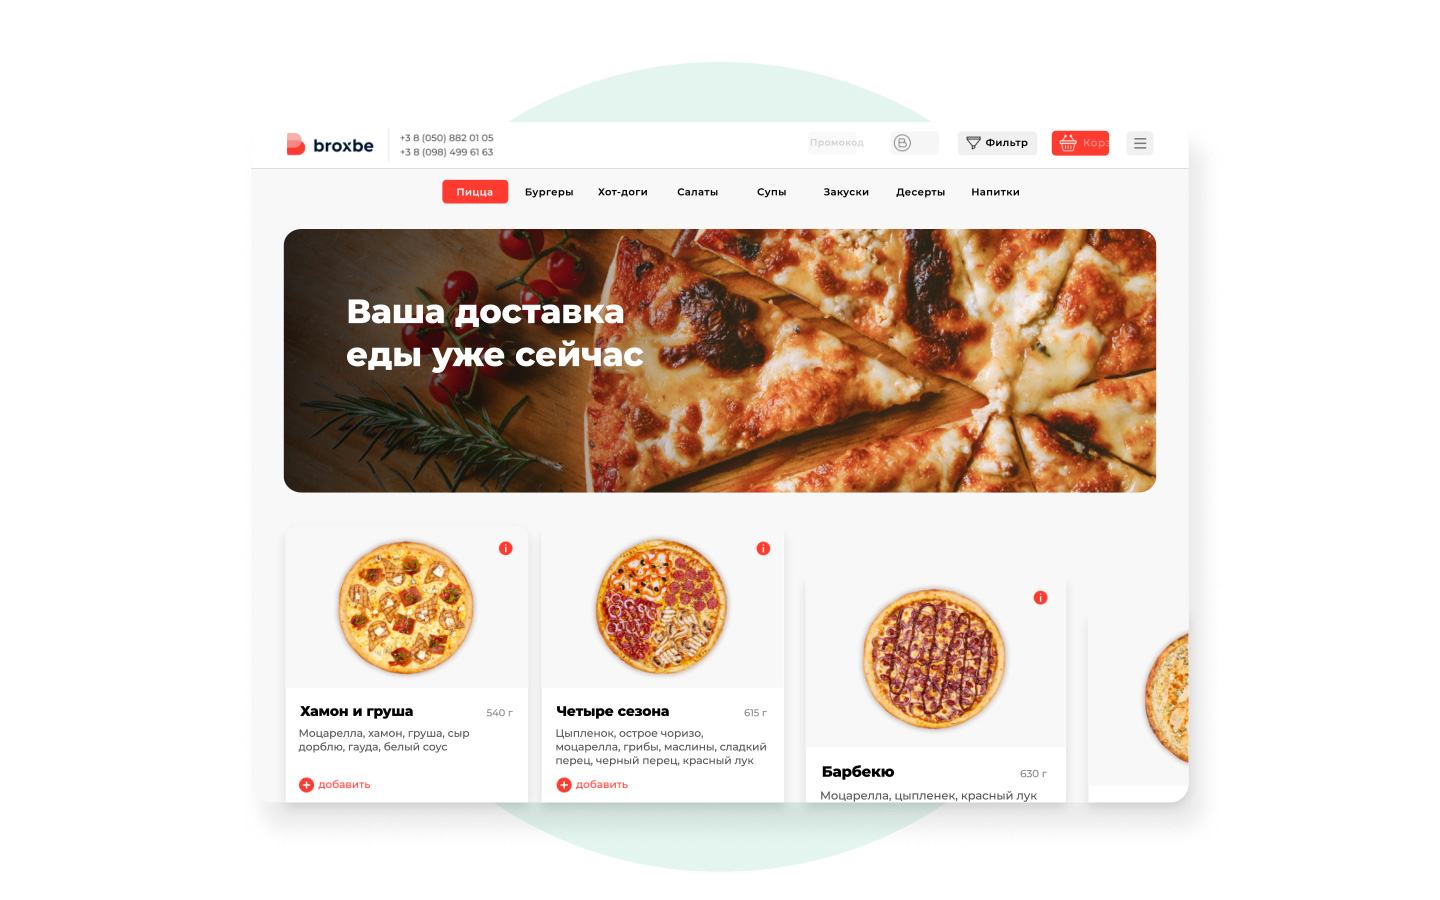 broxbe
+3 8 (050) 882 01 05
+3 8 (098) 499 61 63
Промокод
B
Фильтр
Корз
Пицца Бургеры Хот-доги Салаты Супы Закуски Десерты Напитки
Ваша доставка
еды уже сейчас
Хамон и груша 540 г
Моцарелла, хамон, груша, сыр
дорблю, гауда, белый соус
добавить
Четыре сезона 615 г
Цыпленок, острое чоризо,
моцарелла, грибы, маслины, сладкий
перец, черный перец, красный лук
добавить
Барбекю 630 г
Моцарелла, цыпленок, красный лук